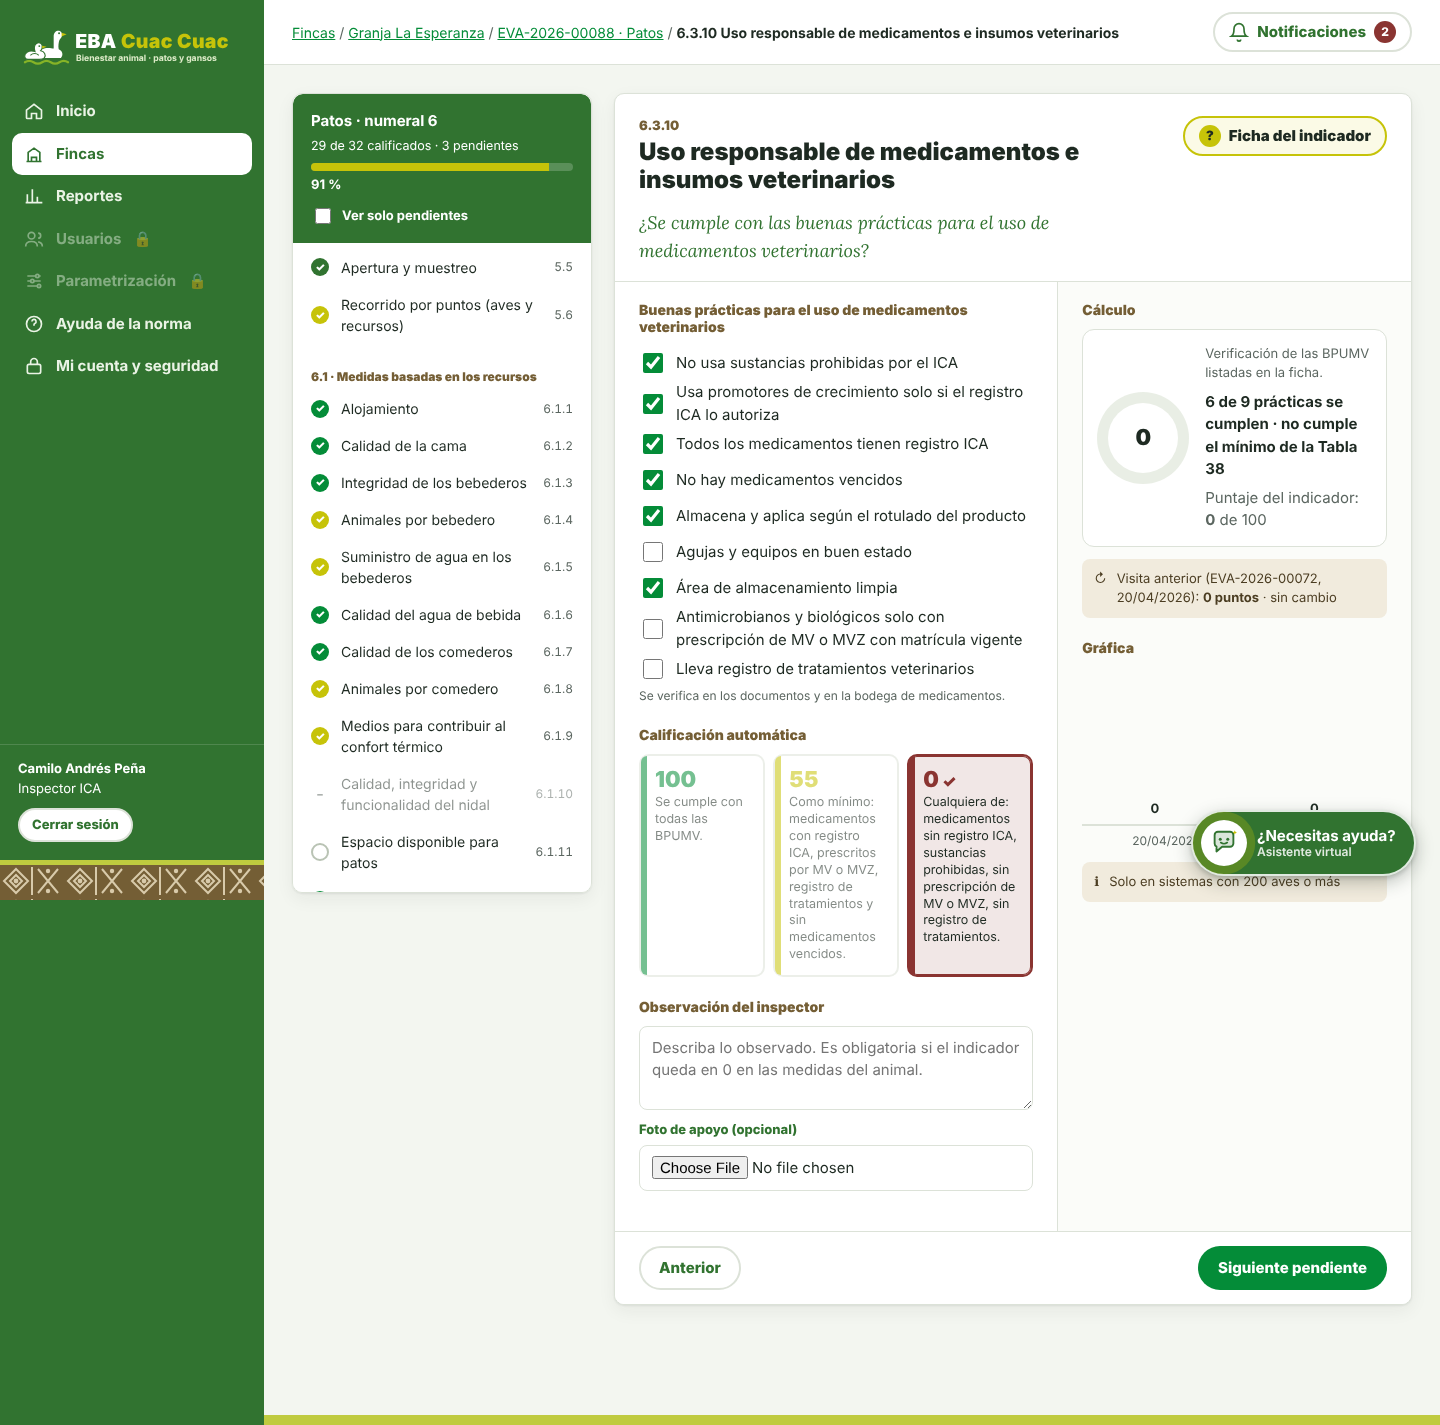 EBA Cuac Cuac
Bienestar animal · patos y gansos
Inicio
Fincas
Reportes
Usuarios
Parametrización
Ayuda de la norma
Mi cuenta y seguridad
Camilo Andrés Peña
Inspector ICA
Cerrar sesión
Fincas / Granja La Esperanza / EVA-2026-00088 · Patos / 6.3.10 Uso responsable de medicamentos e insumos veterinarios
Notificaciones 2
Patos · numeral 6
29 de 32 calificados · 3 pendientes
91 %
Ver solo pendientes
Apertura y muestreo 5.5
Recorrido por puntos (aves y
recursos) 5.6
6.1 · Medidas basadas en los recursos
Alojamiento 6.1.1
Calidad de la cama 6.1.2
Integridad de los bebederos 6.1.3
Animales por bebedero 6.1.4
Suministro de agua en los
bebederos 6.1.5
Calidad del agua de bebida 6.1.6
Calidad de los comederos 6.1.7
Animales por comedero 6.1.8
Medios para contribuir al
confort térmico 6.1.9
- Calidad, integridad y
funcionalidad del nidal 6.1.10
Espacio disponible para
patos 6.1.11
6.3.10
Uso responsable de medicamentos e
insumos veterinarios
? Ficha del indicador
¿Se cumple con las buenas prácticas para el uso de
medicamentos veterinarios?
Buenas prácticas para el uso de medicamentos
veterinarios
No usa sustancias prohibidas por el ICA
Usa promotores de crecimiento solo si el registro
ICA lo autoriza
Todos los medicamentos tienen registro ICA
No hay medicamentos vencidos
Almacena y aplica según el rotulado del producto
Agujas y equipos en buen estado
Área de almacenamiento limpia
Antimicrobianos y biológicos solo con
prescripción de MV o MVZ con matrícula vigente
Lleva registro de tratamientos veterinarios
Se verifica en los documentos y en la bodega de medicamentos.
Calificación automática
100
Se cumple con
todas las
BPUMV.
55
Como mínimo:
medicamentos
con registro
ICA, prescritos
por MV o MVZ,
registro de
tratamientos y
sin
medicamentos
vencidos.
0 ✓
Cualquiera de:
medicamentos
sin registro ICA,
sustancias
prohibidas, sin
prescripción de
MV o MVZ, sin
registro de
tratamientos.
Observación del inspector
Describa lo observado. Es obligatoria si el indicador
queda en 0 en las medidas del animal.
Foto de apoyo (opcional)
Choose File No file chosen
Anterior
Siguiente pendiente
Cálculo
0
Verificación de las BPUMV
listadas en la ficha.
6 de 9 prácticas se
cumplen · no cumple
el mínimo de la Tabla
38
Puntaje del indicador:
0 de 100
↻ Visita anterior (EVA-2026-00072,
20/04/2026): 0 puntos · sin cambio
Gráfica
0 0
20/04/202
¿Necesitas ayuda?
Asistente virtual
ℹ Solo en sistemas con 200 aves o más